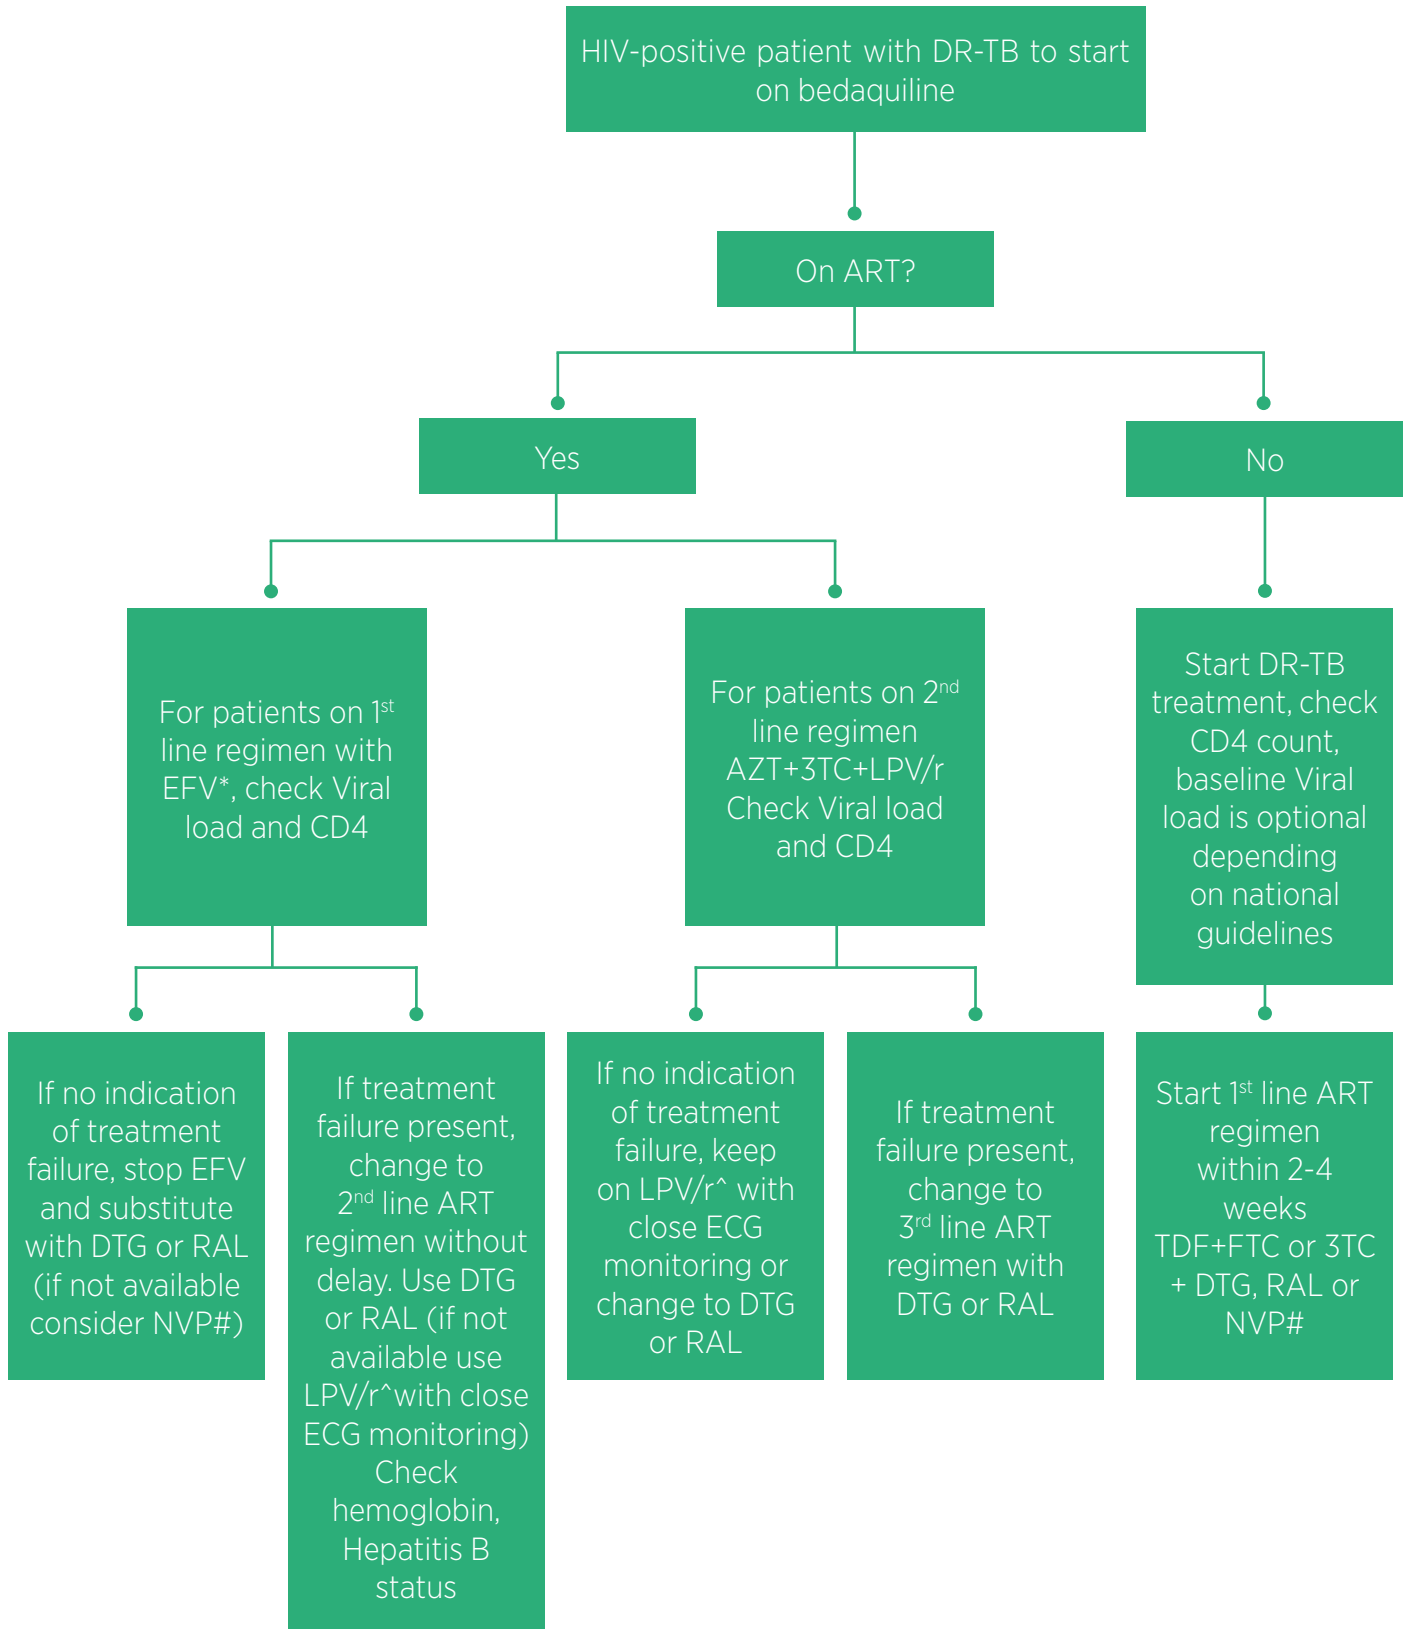 HIV-positive patient with DR-TB to start
on bedaquiline
On ART?
Yes
No
For patients on 1st
line regimen with
EFV*, check Viral
load and CD4
For patients on 2nd
line regimen
AZT+3TC+LPV/r
Check Viral load
and CD4
Start DR-TB
treatment, check
CD4 count,
baseline Viral
load is optional
depending
on national
guidelines
If no indication
of treatment
failure, stop EFV
and substitute
with DTG or RAL
(if not available
consider NVP#)
If treatment
failure present,
change to
2nd line ART
regimen without
delay. Use DTG
or RAL (if not
available use
LPV/r^with close
ECG monitoring)
Check
hemoglobin,
Hepatitis B
status
If no indication
of treatment
failure, keep
on LPV/r^ with
close ECG
monitoring or
change to DTG
or RAL
If treatment
failure present,
change to
3rd line ART
regimen with
DTG or RAL
Start 1st line ART
regimen
within 2-4
weeks
TDF+FTC or 3TC
+ DTG, RAL or
NVP#